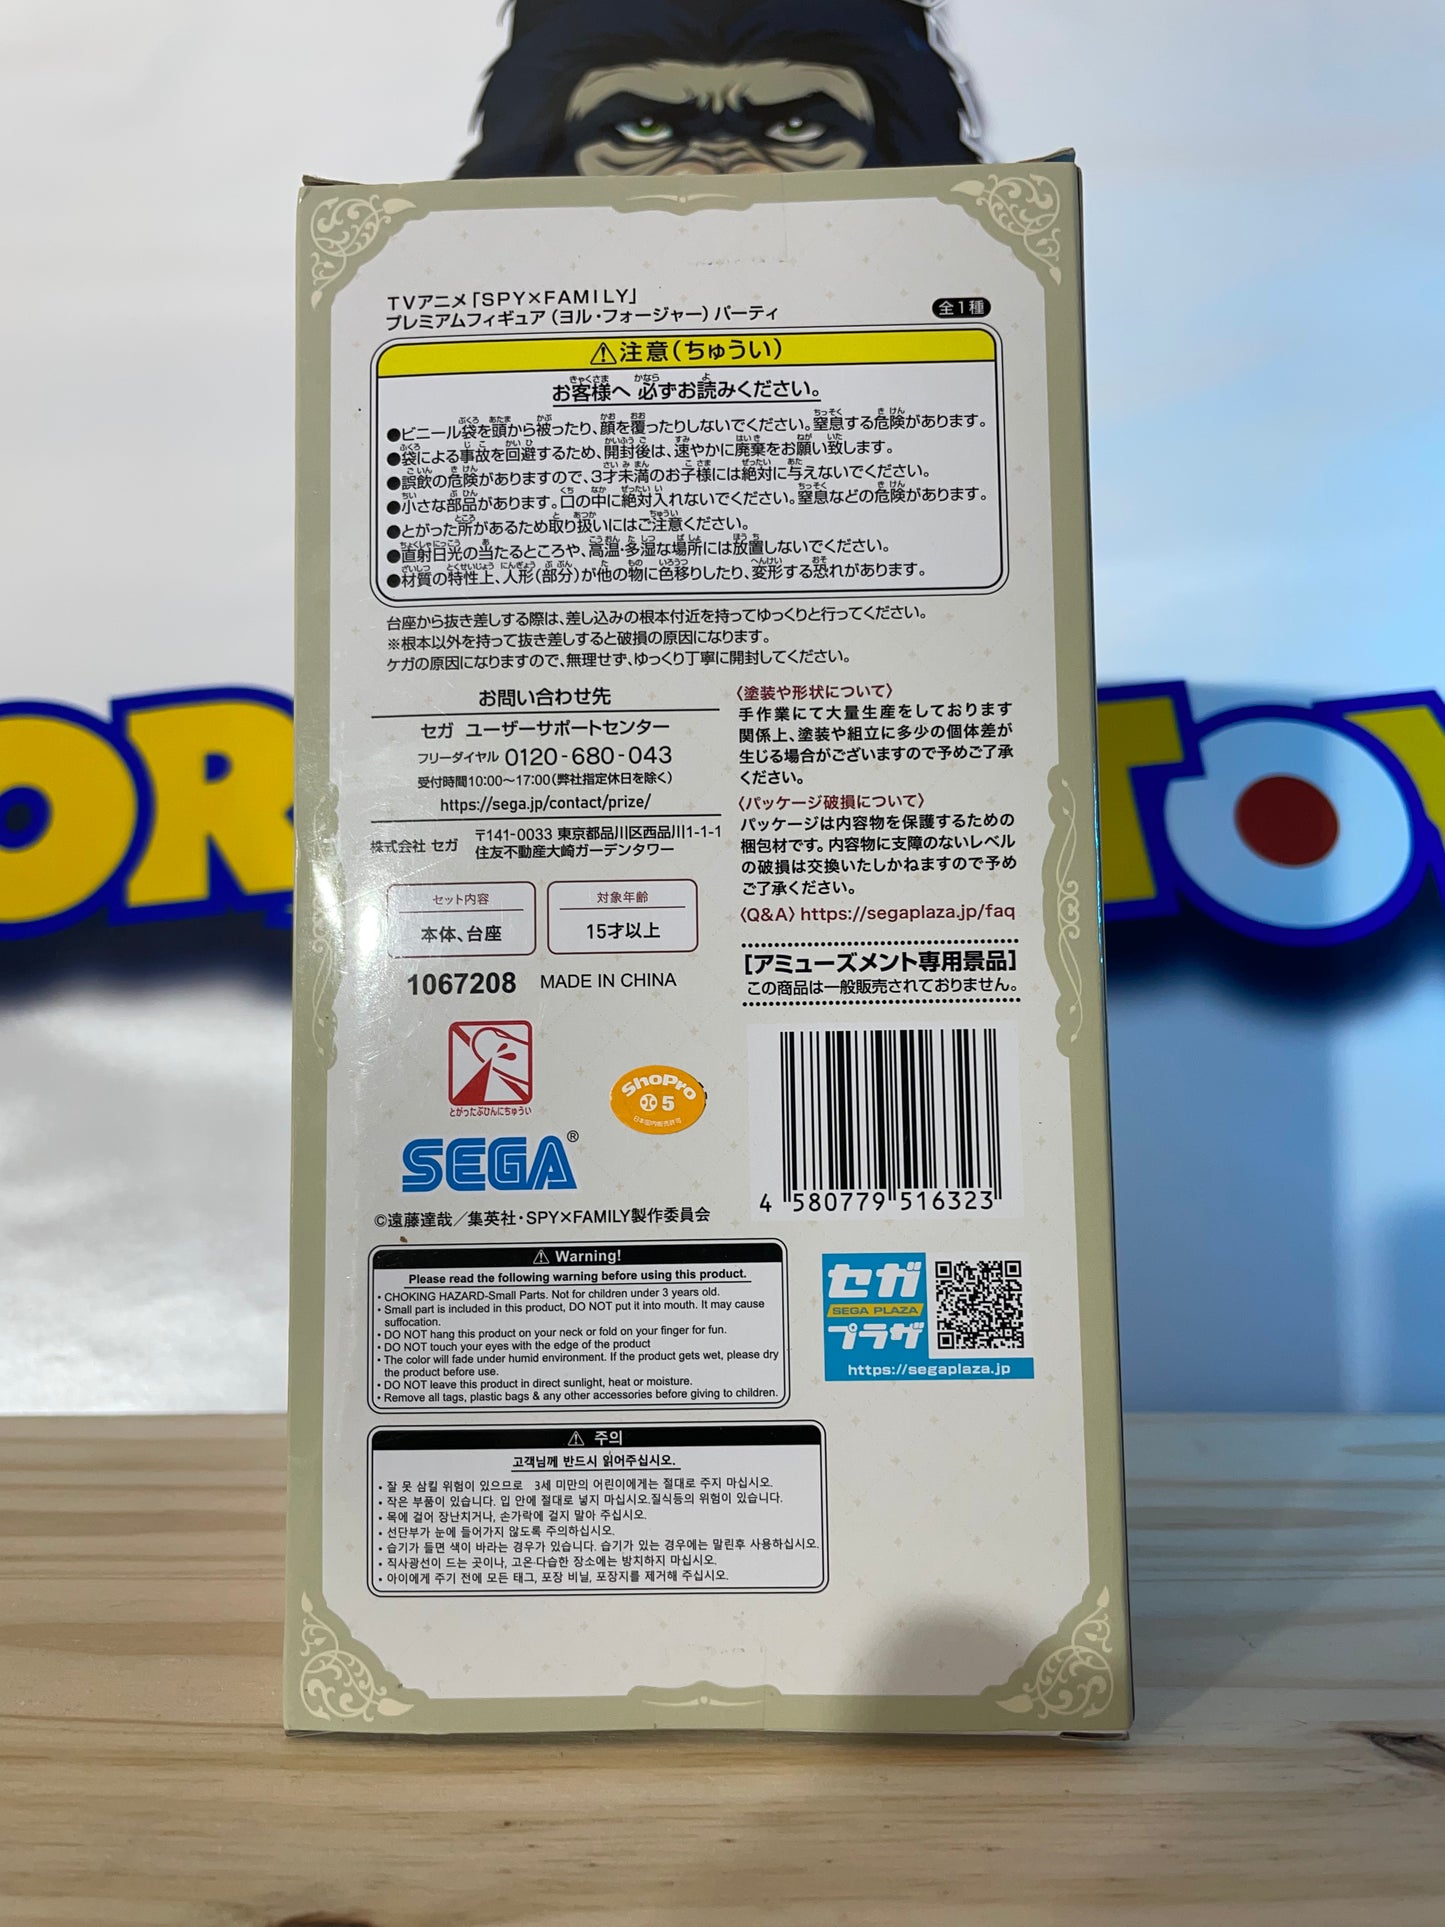 TVアニメ「SPY×FAMILY」
プレミアムフィギュア（ヨル・フォージャー）パーティ
全1種
⚠注意（ちゅうい）
お客様へ 必ずお読みください。
●ビニール袋を頭から被ったり、顔を覆ったりしないでください。窒息する危険があります。
●袋による事故を回避するため、開封後は、速やかに廃棄をお願い致します。
●誤飲の危険がありますので、3才未満のお子様には絶対に与えないでください。
●小さな部品があります。口の中に絶対入れないでください。窒息などの危険があります。
●とがった所があるため取り扱いにはご注意ください。
●直射日光の当たるところや、高温・多湿な場所には放置しないでください。
●材質の特性上、人形（部分）が他の物に色移りしたり、変形する恐れがあります。
台座から抜き差しする際は、差し込みの根本付近を持ってゆっくりと行ってください。
※根本以外を持って抜き差しすると破損の原因になります。
ケガの原因になりますので、無理せず、ゆっくり丁寧に開封してください。
お問い合わせ先
セガ ユーザーサポートセンター
フリーダイヤル 0120-680-043
受付時間10:00〜17:00（弊社指定休日を除く）
https://sega.jp/contact/prize/
株式会社 セガ
〒141-0033 東京都品川区西品川1-1-1
住友不動産大崎ガーデンタワー
セット内容
本体、台座
対象年齢
15才以上
1067208 MADE IN CHINA
〈塗装や形状について〉
手作業にて大量生産をしております
関係上、塗装や組立に多少の個体差が
生じる場合がございますので予めご了承
ください。
〈パッケージ破損について〉
パッケージは内容物を保護するための
梱包材です。内容物に支障のないレベル
の破損は交換いたしかねますので予め
ご了承ください。
〈Q&A〉https://segaplaza.jp/faq
[アミューズメント専用景品]
この商品は一般販売されておりません。
とがったぶひんにちゅうい
ShoPro
5
日本国内販売許可
SEGA®
4 580779 516323
©遠藤達哉／集英社・SPY×FAMILY製作委員会
⚠ Warning!
Please read the following warning before using this product.
• CHOKING HAZARD-Small Parts. Not for children under 3 years old.
• Small part is included in this product, DO NOT put it into mouth. It may cause
suffocation.
• DO NOT hang this product on your neck or fold on your finger for fun.
• DO NOT touch your eyes with the edge of the product
• The color will fade under humid environment. If the product gets wet, please dry
the product before use.
• DO NOT leave this product in direct sunlight, heat or moisture.
• Remove all tags, plastic bags & any other accessories before giving to children.
セガ
SEGA PLAZA
プラザ
https://segaplaza.jp
⚠ 주의
고객님께 반드시 읽어주십시오.
• 잘 못 삼킬 위험이 있으므로 3세 미만의 어린이에게는 절대로 주지 마십시오.
• 작은 부품이 있습니다. 입 안에 절대로 넣지 마십시오.질식등의 위험이 있습니다.
• 목에 걸어 장난치거나, 손가락에 걸지 말아 주십시오.
• 선단부가 눈에 들어가지 않도록 주의하십시오.
• 습기가 들면 색이 바라는 경우가 있습니다. 습기가 있는 경우에는 말린후 사용하십시오.
• 직사광선이 드는 곳이나, 고온·다습한 장소에는 방치하지 마십시오.
• 아이에게 주기 전에 모든 태그, 포장 비닐, 포장지를 제거해 주십시오.